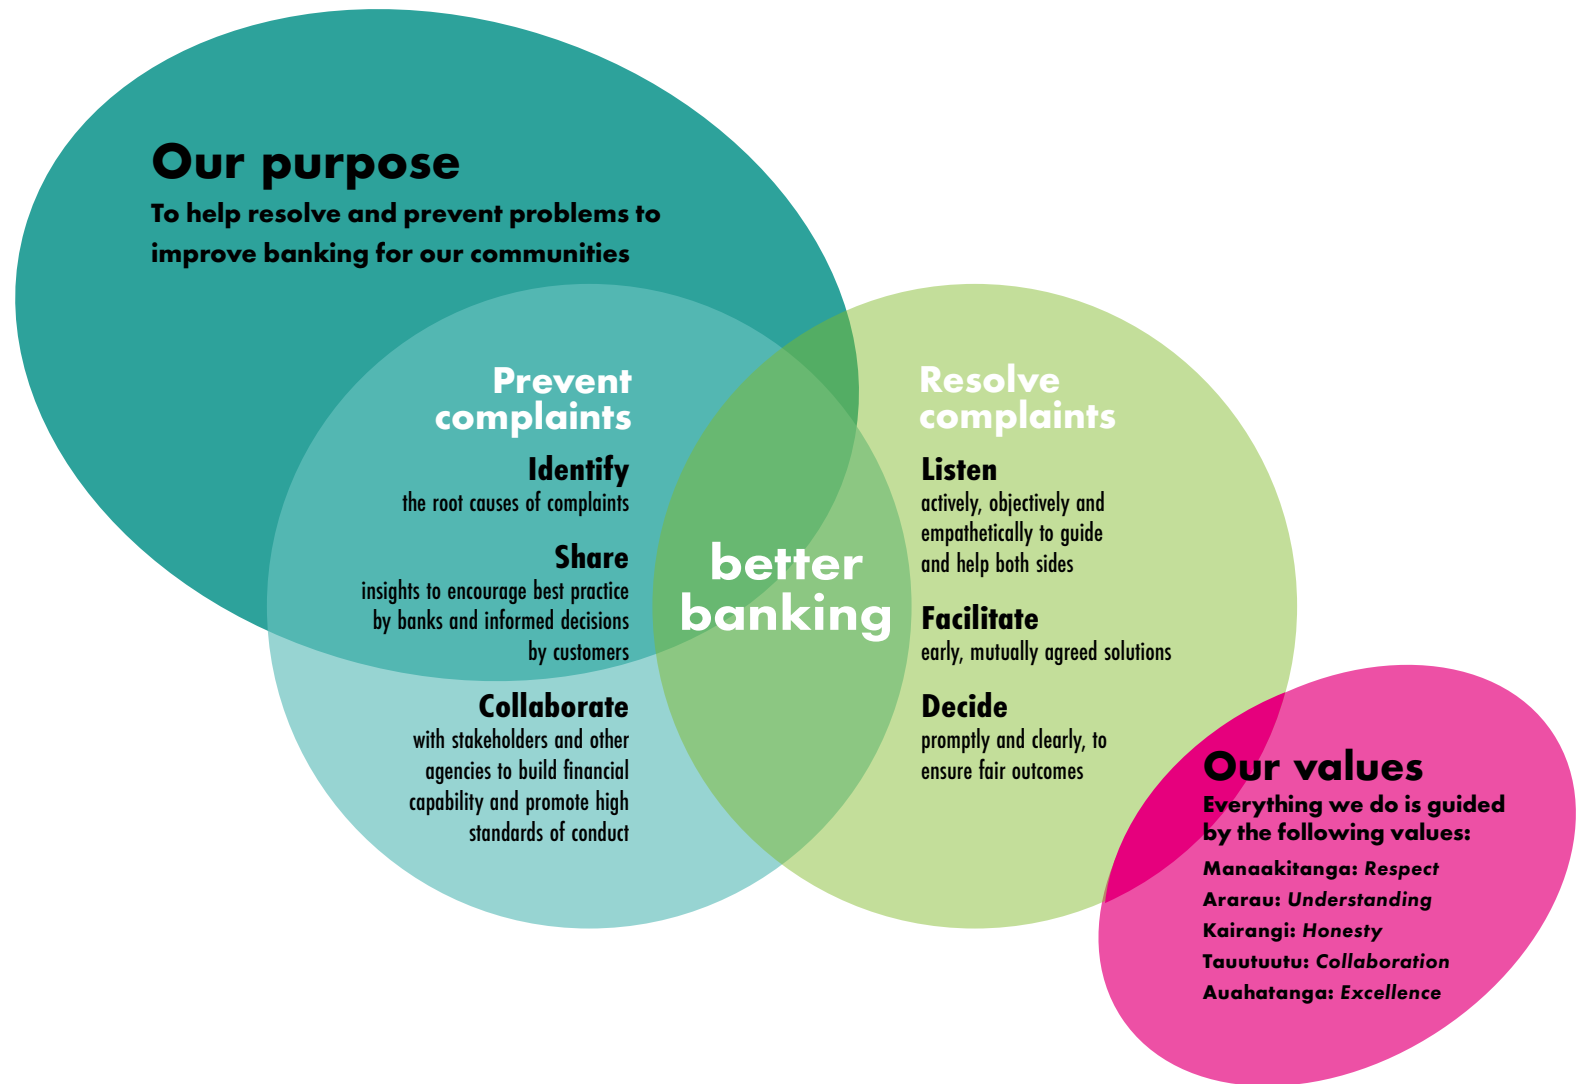 Our purpose
To help resolve and prevent problems to
improve banking for our communities
Prevent
complaints
Identify
the root causes of complaints
Share
insights to encourage best practice
by banks and informed decisions
by customers
Collaborate
with stakeholders and other
agencies to build financial
capability and promote high
standards of conduct
better
banking
Resolve
complaints
Listen
actively, objectively and
empathetically to guide
and help both sides
Facilitate
early, mutually agreed solutions
Decide
promptly and clearly, to
ensure fair outcomes
Our values
Everything we do is guided
by the following values:
Manaakitanga: Respect
Ararau: Understanding
Kairangi: Honesty
Tauutuutu: Collaboration
Auahatanga: Excellence